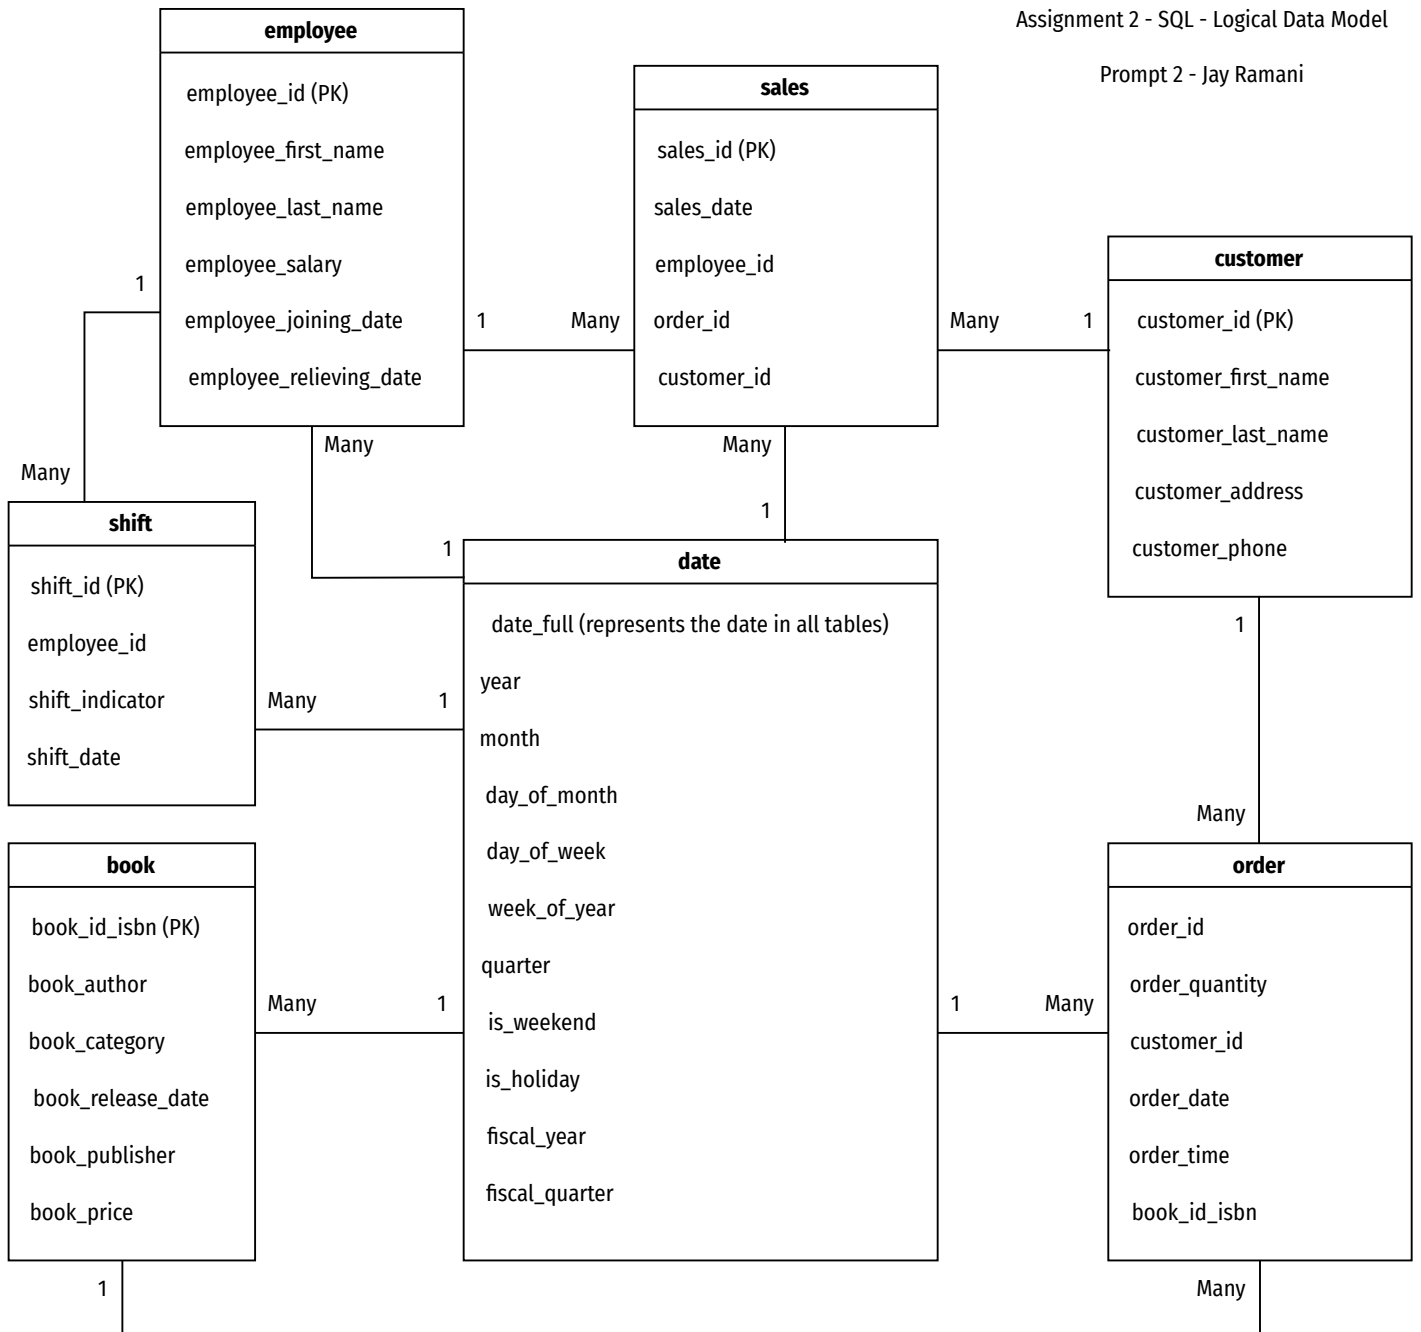 Assignment 2 - SQL - Logical Data Model
Prompt 2 - Jay Ramani
employee
employee_id (PK)
employee_first_name
employee_last_name
employee_salary
employee_joining_date
employee_relieving_date
1
Many
1
Many
Many
1
sales
sales_id (PK)
sales_date
employee_id
order_id
customer_id
Many
1
Many
1
customer
customer_id (PK)
customer_first_name
customer_last_name
customer_address
customer_phone
1
Many
shift
shift_id (PK)
employee_id
shift_indicator
shift_date
Many
1
date
date_full (represents the date in all tables)
year
month
day_of_month
day_of_week
week_of_year
quarter
is_weekend
is_holiday
fiscal_year
fiscal_quarter
book
book_id_isbn (PK)
book_author
book_category
book_release_date
book_publisher
book_price
Many
1
1
1
Many
order
order_id
order_quantity
customer_id
order_date
order_time
book_id_isbn
Many